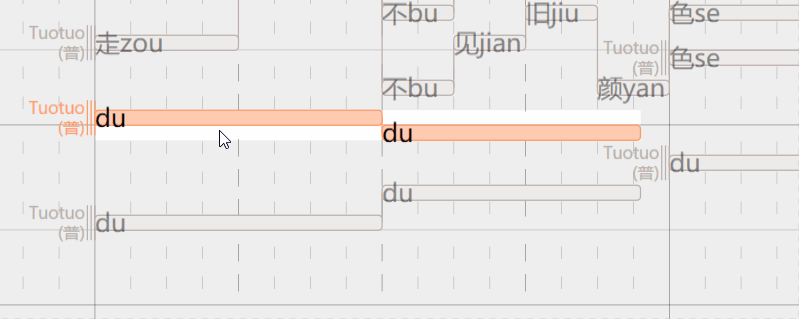 不bu
旧jiu
色se
Tuotuo
(普)
走zou
见jian
Tuotuo
(普)
色se
不bu
颜yan
Tuotuo
(普)
du
du
Tuotuo
(普)
du
du
Tuotuo
(普)
du